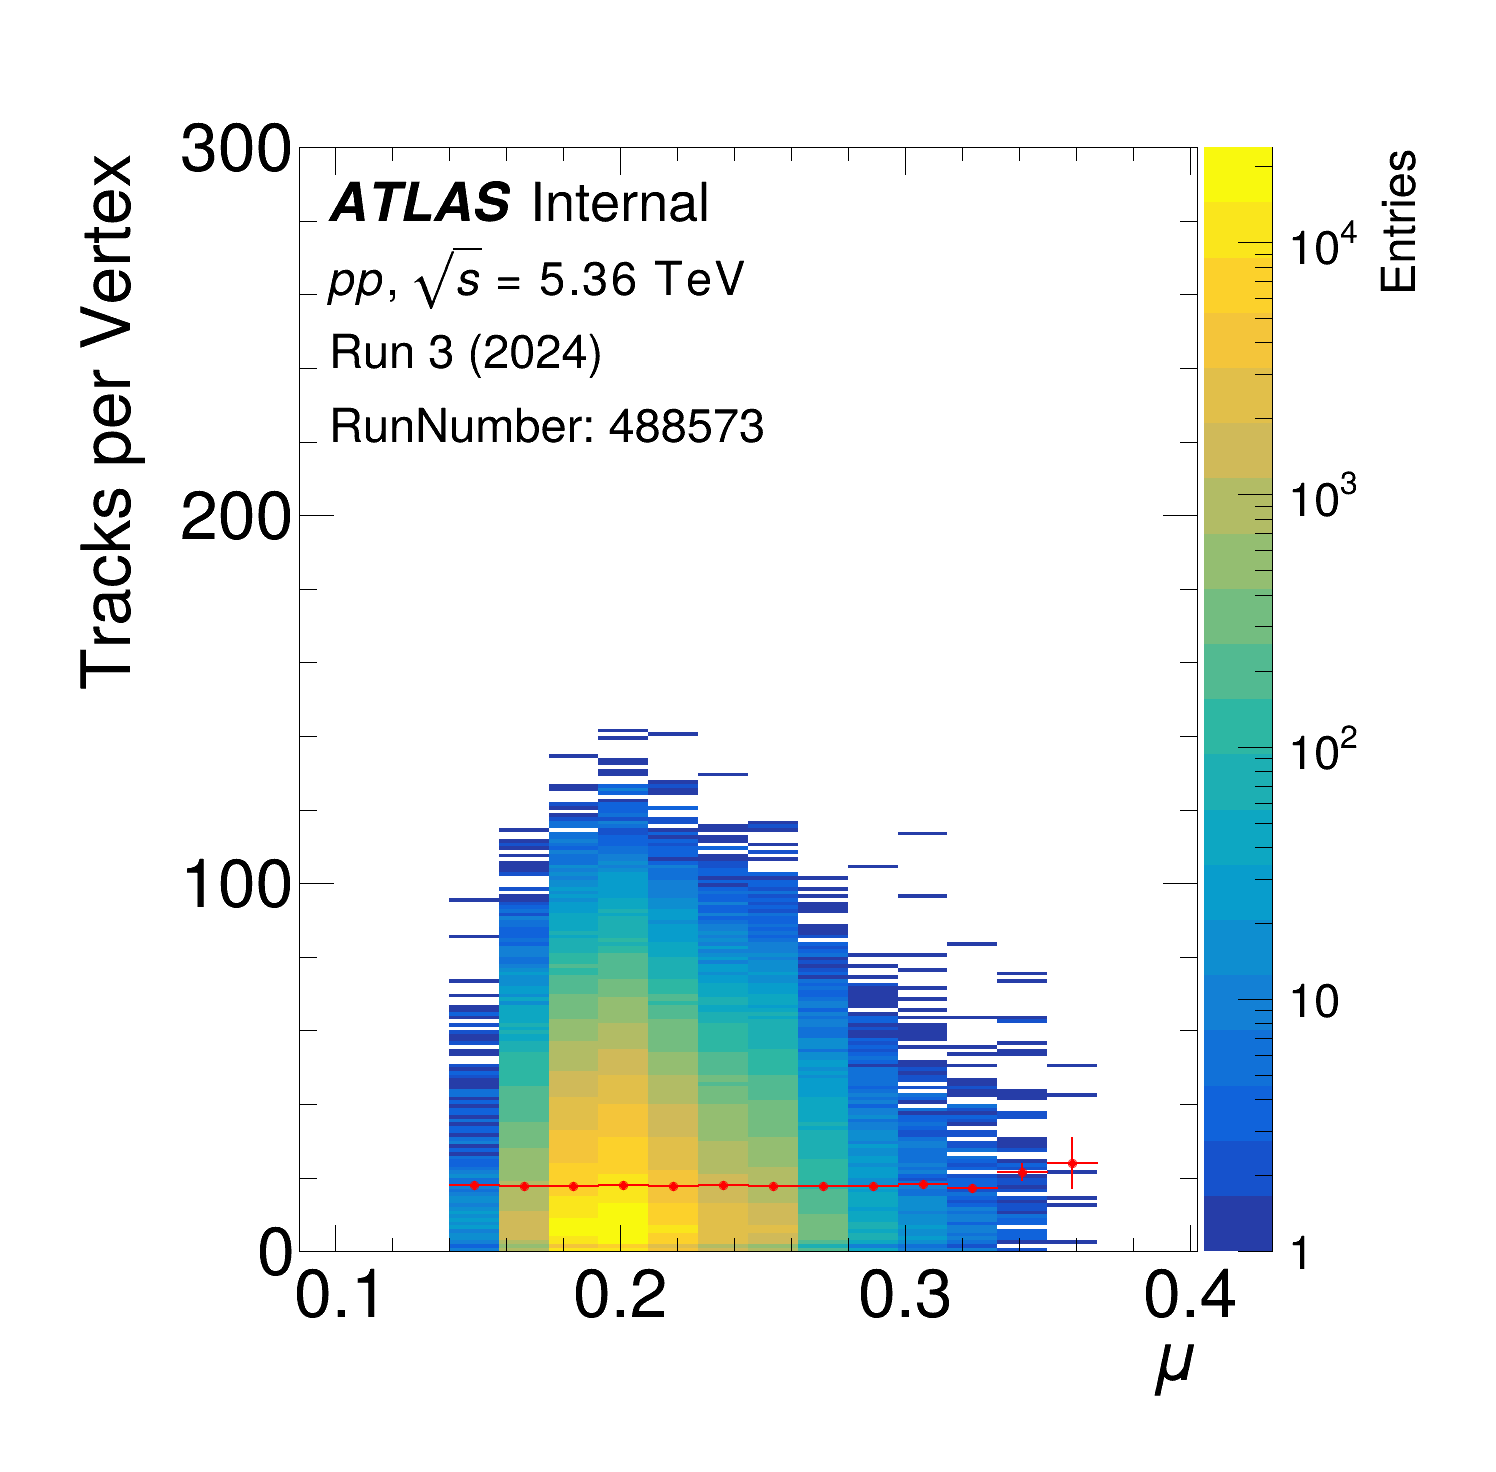 Tracks per Vertex
300
200
100
0
ATLAS Internal
pp, √s = 5.36 TeV
Run 3 (2024)
RunNumber: 488573
0.1 0.2 0.3 0.4
μ
Entries
10⁴
10³
10²
10
1